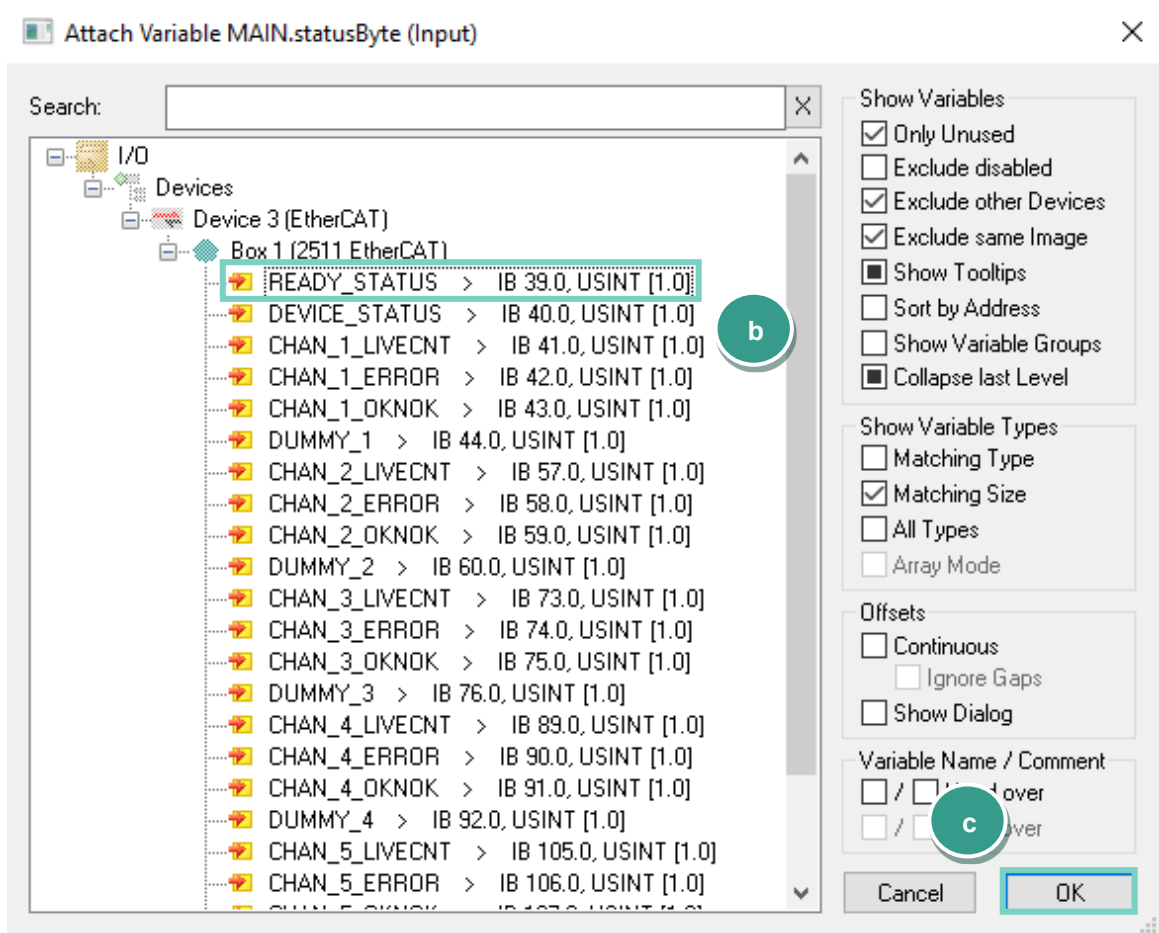 Attach Variable MAIN.statusByte (Input)
Search:
I/O
Devices
Device 3 (EtherCAT)
Box 1 (2511 EtherCAT)
READY_STATUS > IB 39.0, USINT [1.0]
DEVICE_STATUS > IB 40.0, USINT [1.0]
CHAN_1_LIVECNT > IB 41.0, USINT [1.0]
CHAN_1_ERROR > IB 42.0, USINT [1.0]
CHAN_1_OKNOK > IB 43.0, USINT [1.0]
DUMMY_1 > IB 44.0, USINT [1.0]
CHAN_2_LIVECNT > IB 57.0, USINT [1.0]
CHAN_2_ERROR > IB 58.0, USINT [1.0]
CHAN_2_OKNOK > IB 59.0, USINT [1.0]
DUMMY_2 > IB 60.0, USINT [1.0]
CHAN_3_LIVECNT > IB 73.0, USINT [1.0]
CHAN_3_ERROR > IB 74.0, USINT [1.0]
CHAN_3_OKNOK > IB 75.0, USINT [1.0]
DUMMY_3 > IB 76.0, USINT [1.0]
CHAN_4_LIVECNT > IB 89.0, USINT [1.0]
CHAN_4_ERROR > IB 90.0, USINT [1.0]
CHAN_4_OKNOK > IB 91.0, USINT [1.0]
DUMMY_4 > IB 92.0, USINT [1.0]
CHAN_5_LIVECNT > IB 105.0, USINT [1.0]
CHAN_5_ERROR > IB 106.0, USINT [1.0]
b
Show Variables
Only Unused
Exclude disabled
Exclude other Devices
Exclude same Image
Show Tooltips
Sort by Address
Show Variable Groups
Collapse last Level
Show Variable Types
Matching Type
Matching Size
All Types
Array Mode
Offsets
Continuous
Ignore Gaps
Show Dialog
Variable Name / Comment
/ over
/
c
Cancel
OK